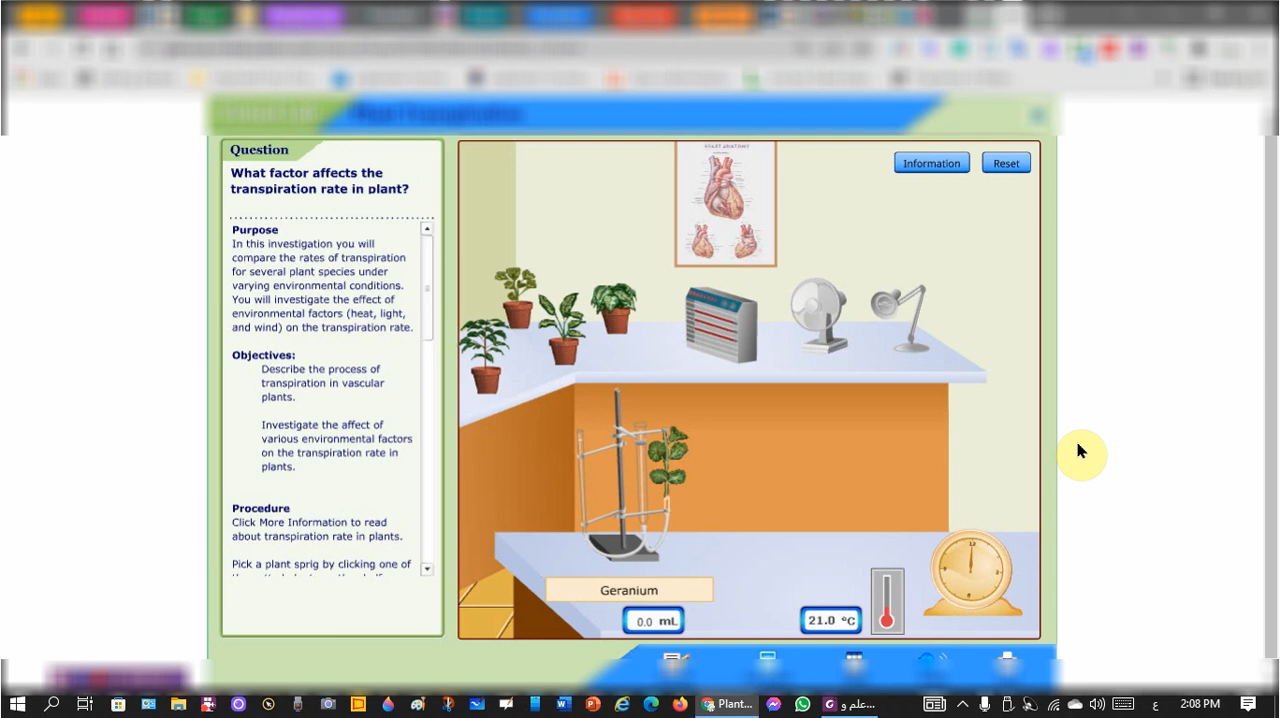 Question
What factor affects the
transpiration rate in plant?
Purpose
In this investigation you will
compare the rates of transpiration
for several plant species under
varying environmental conditions.
You will investigate the effect of
environmental factors (heat, light,
and wind) on the transpiration rate.
Objectives:
Describe the process of
transpiration in vascular
plants.
Investigate the affect of
various environmental factors
on the transpiration rate in
plants.
Procedure
Click More Information to read
about transpiration rate in plants.
Pick a plant sprig by clicking one of
Information
Reset
HEART ANATOMY
12
Geranium
0.0 mL
21.0 °C
Plant...
علم و...
ع
2:08 PM